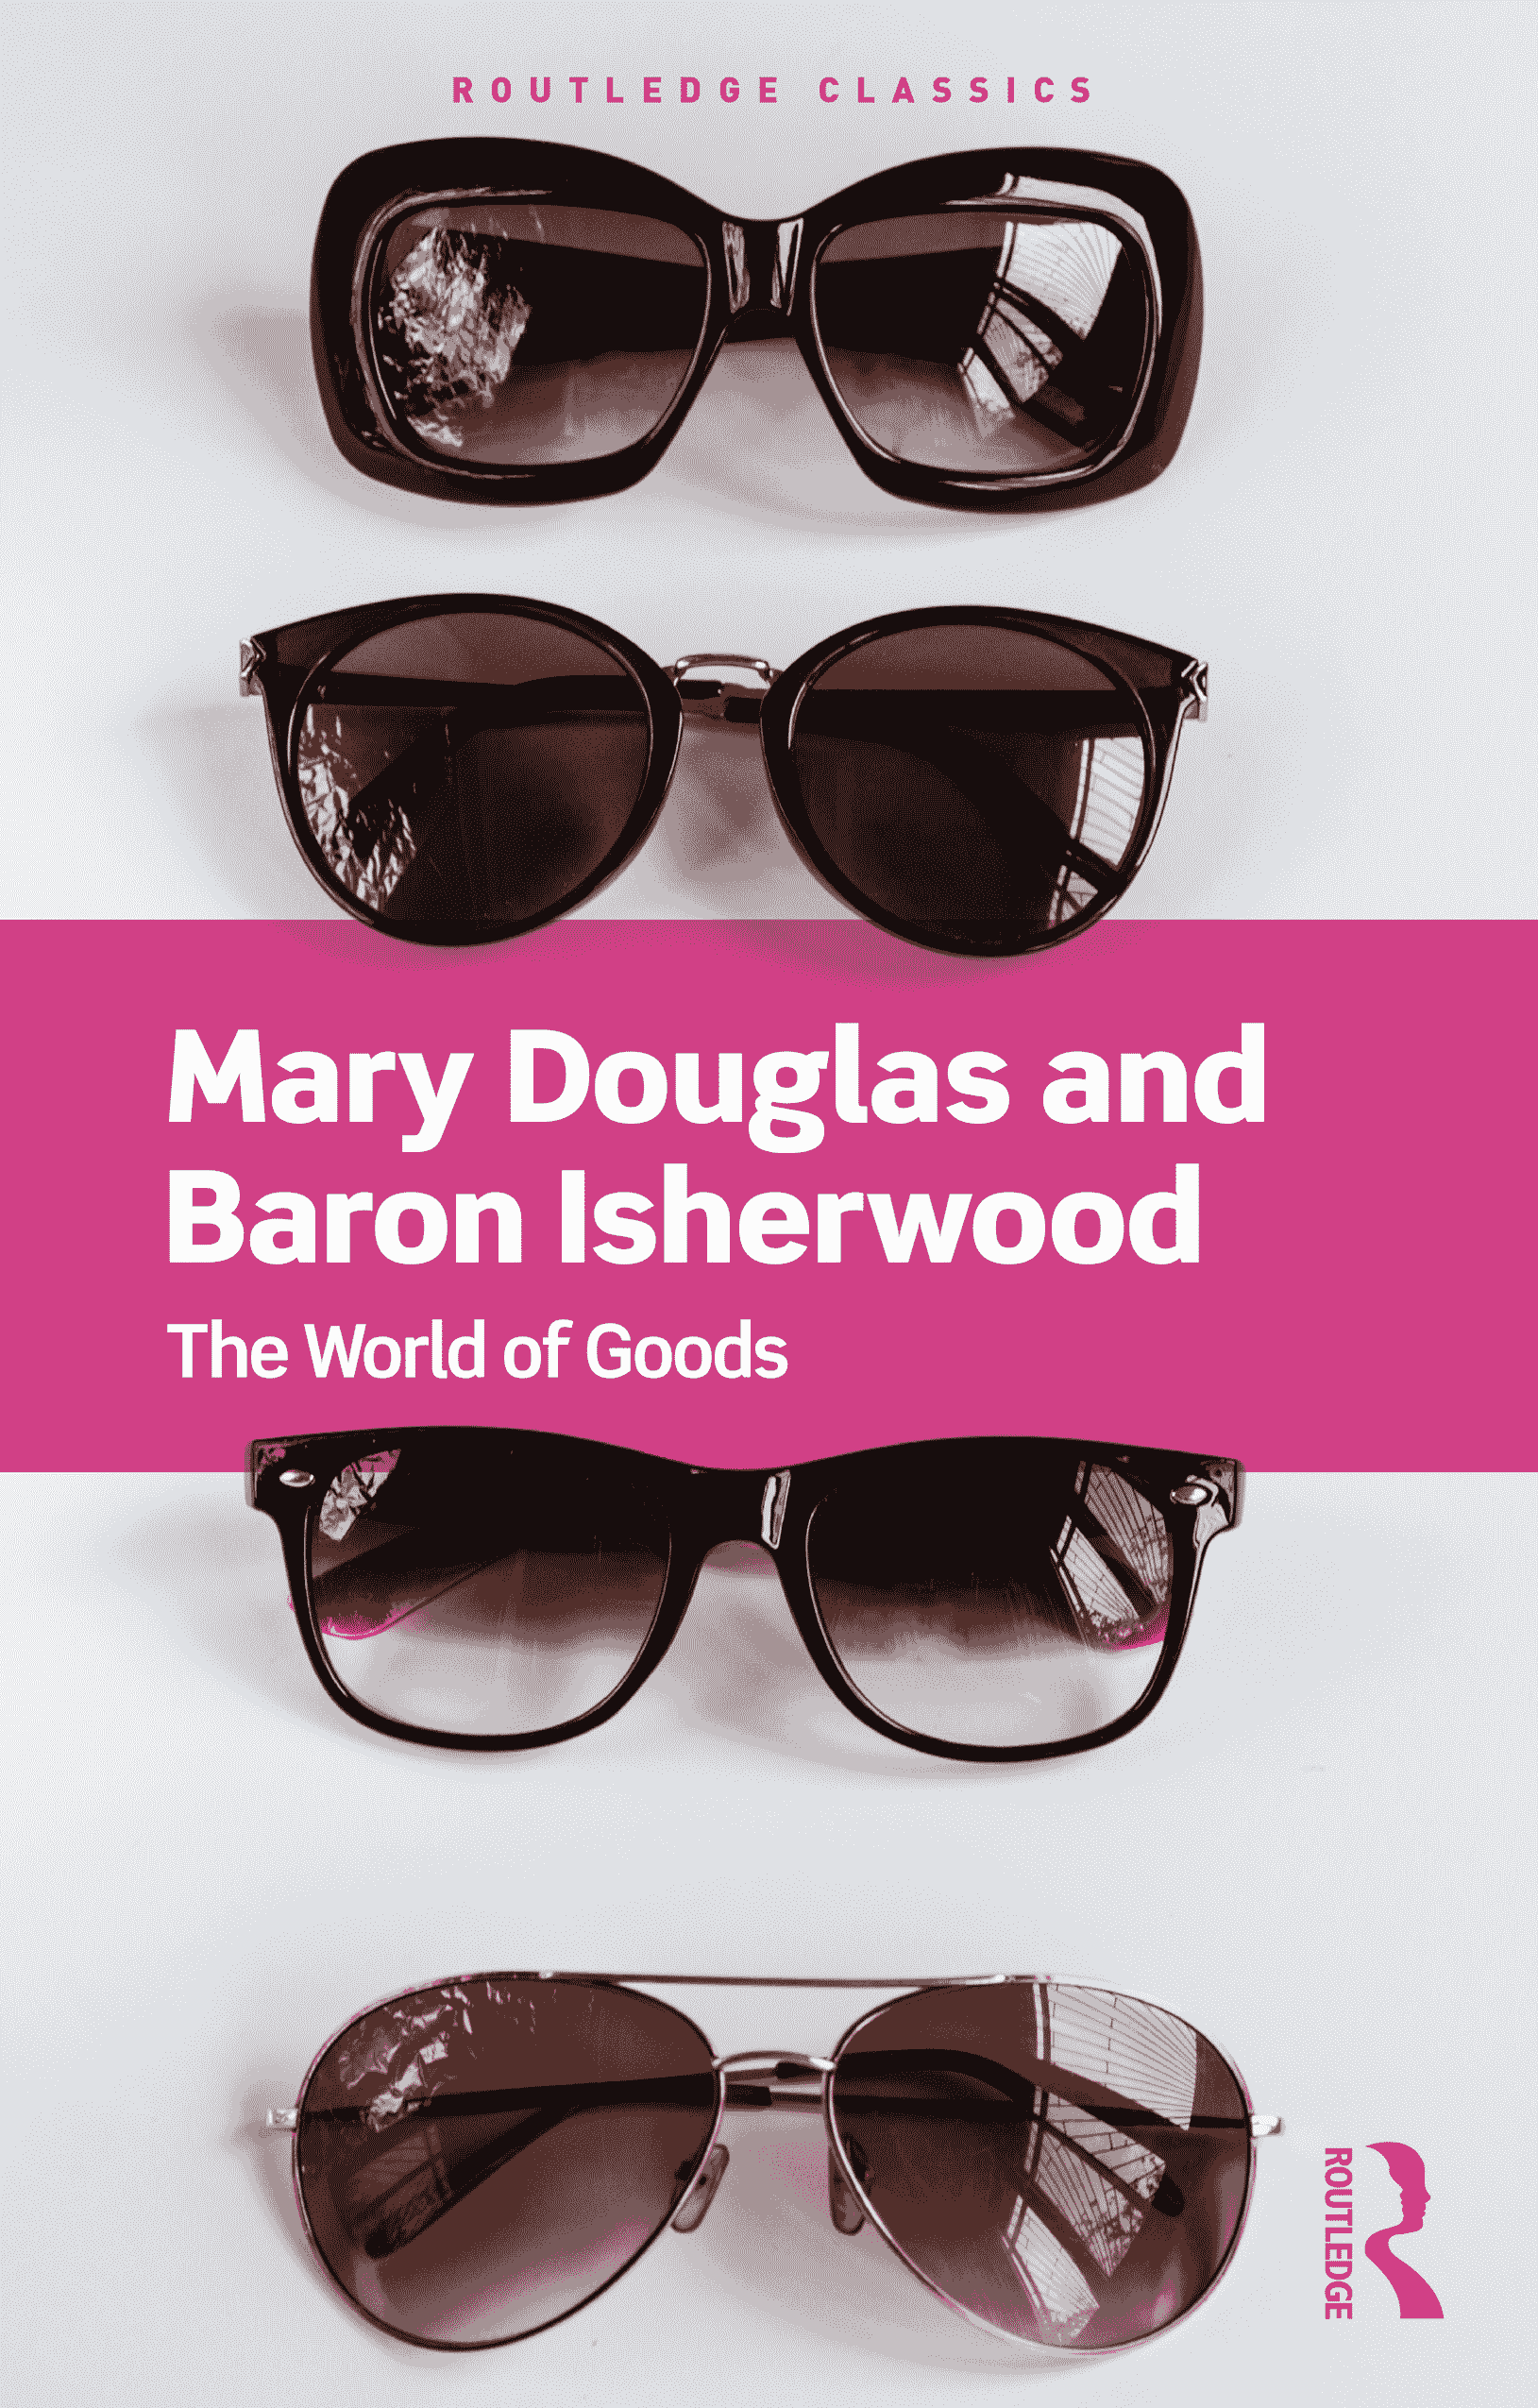 ROUTLEDGE CLASSICS
Mary Douglas and
Baron Isherwood
The World of Goods
ROUTLEDGE